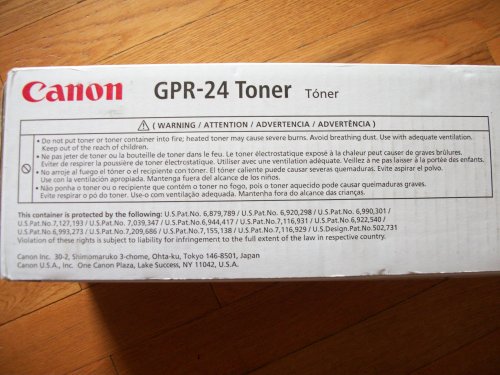 Canon GPR-24 Toner Tóner
( WARNING / ATTENTION / ADVERTENCIA / ADVERTÊNCIA )
• Do not put toner or toner container into fire; heated toner may cause severe burns. Avoid breathing dust. Use with adequate ventilation.
Keep out of the reach of children.
• Ne pas jeter de toner ou la bouteille de toner dans le feu. Le toner électrostatique exposé à la chaleur peut causer de graves brûlures.
Eviter de respirer la poussière de toner électrostatique. Utiliser avec une ventilation adéquate. Veillez à ne pas laisser à la portée des enfants.
• No arroje al fuego el tóner o el recipiente con tóner. El tóner caliente puede causar severas quemaduras. Evite aspirar el polvo.
Use con la ventilación apropiada. Mantenga fuera del alcance de los niños.
• Não ponha o toner ou o recipiente que contém o toner no fogo, pois o toner aquecido pode causar queimaduras graves.
Evite respirar o pó do toner. Use-o com ventilação adequada. Mantenha fora do alcance das crianças.
This container is protected by the following: U.S.Pat.No. 6,879,789 / U.S.Pat.No. 6,920,298 / U.S.Pat.No. 6,990,301 /
U.S.Pat.No.7,127,193 / U.S.Pat.No.7,039,347 / U.S.Pat.No. 6,944,417 / U.S.Pat.No.7,116,931 / U.S.Pat.No. 6,922,540 /
U.S.Pat.No. 6,993,273 / U.S.Pat.No.7,209,686 / U.S.Pat.No.7,155,138 / U.S.Pat.No.7,116,929 / U.S.Design.Pat.No.502,731
Violation of these rights is subject to liability for infringement to the full extent of the law in respective country.
Canon Inc. 30-2, Shimomaruko 3-chome, Ohta-ku, Tokyo 146-8501, Japan
Canon U.S.A., Inc. One Canon Plaza, Lake Success, NY 11042, U.S.A.